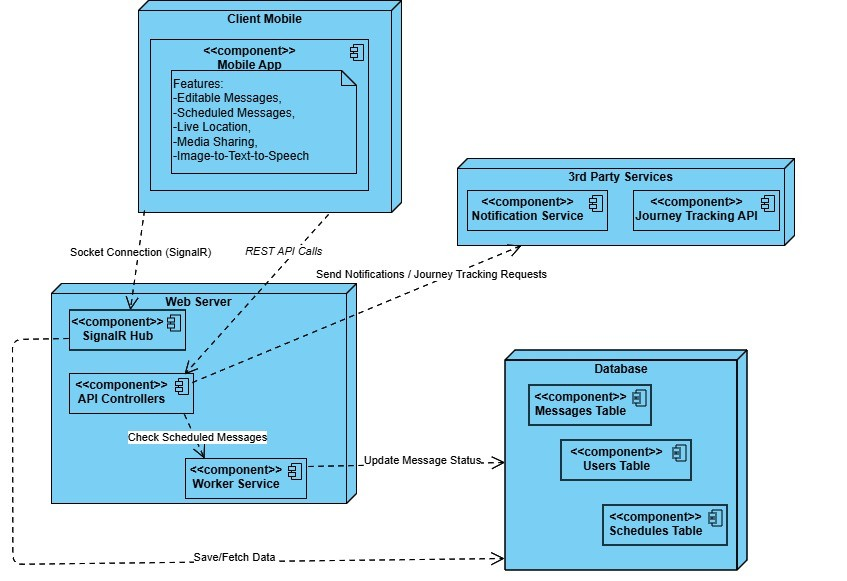 Client Mobile
<<component>>
Mobile App
Features:
-Editable Messages,
-Scheduled Messages,
-Live Location,
-Media Sharing,
-Image-to-Text-to-Speech
3rd Party Services
<<component>>
Notification Service
<<component>>
Journey Tracking API
Socket Connection (SignalR)
REST API Calls
Send Notifications / Journey Tracking Requests
Web Server
<<component>>
SignalR Hub
<<component>>
API Controllers
Check Scheduled Messages
<<component>>
Worker Service
Update Message Status
Database
<<component>>
Messages Table
<<component>>
Users Table
<<component>>
Schedules Table
Save/Fetch Data